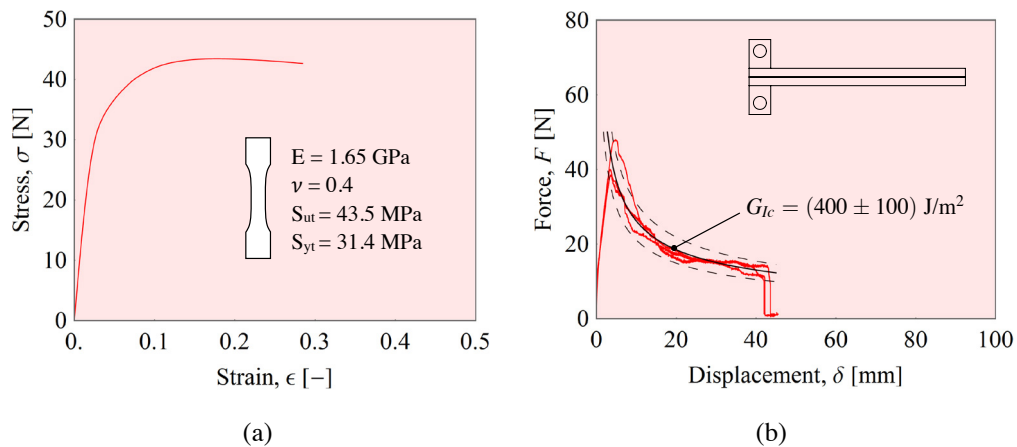 50
40
30
20
10
0
Stress, σ [N]
0.
0.1
0.2
0.3
0.4
0.5
Strain, ϵ [−]
E = 1.65 GPa
ν = 0.4
Sut = 43.5 MPa
Syt = 31.4 MPa
(a)
80
60
40
20
0
Force, F [N]
0
20
40
60
80
100
Displacement, δ [mm]
GIc = (400 ± 100) J/m²
(b)